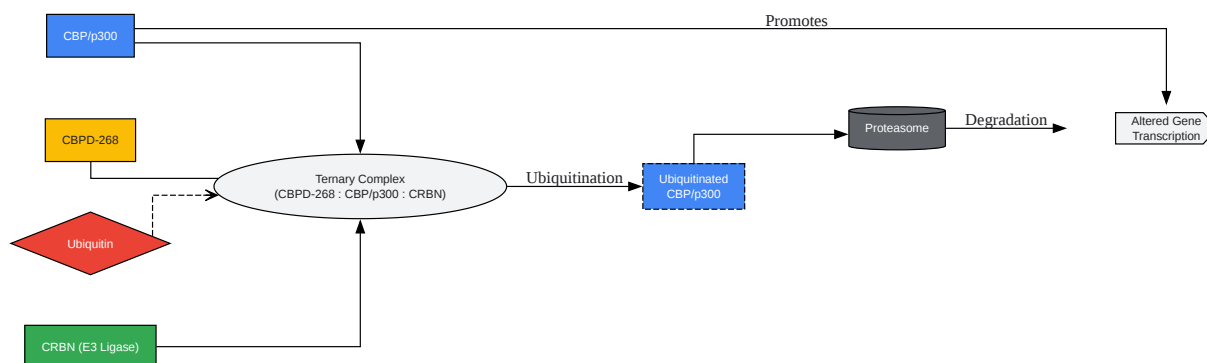 Promotes
CBP/p300
Proteasome
Degradation
Altered Gene
Transcription
CBPD-268
Ternary Complex
(CBPD-268 : CBP/p300 : CRBN)
Ubiquitination
Ubiquitinated
CBP/p300
Ubiquitin
CRBN (E3 Ligase)